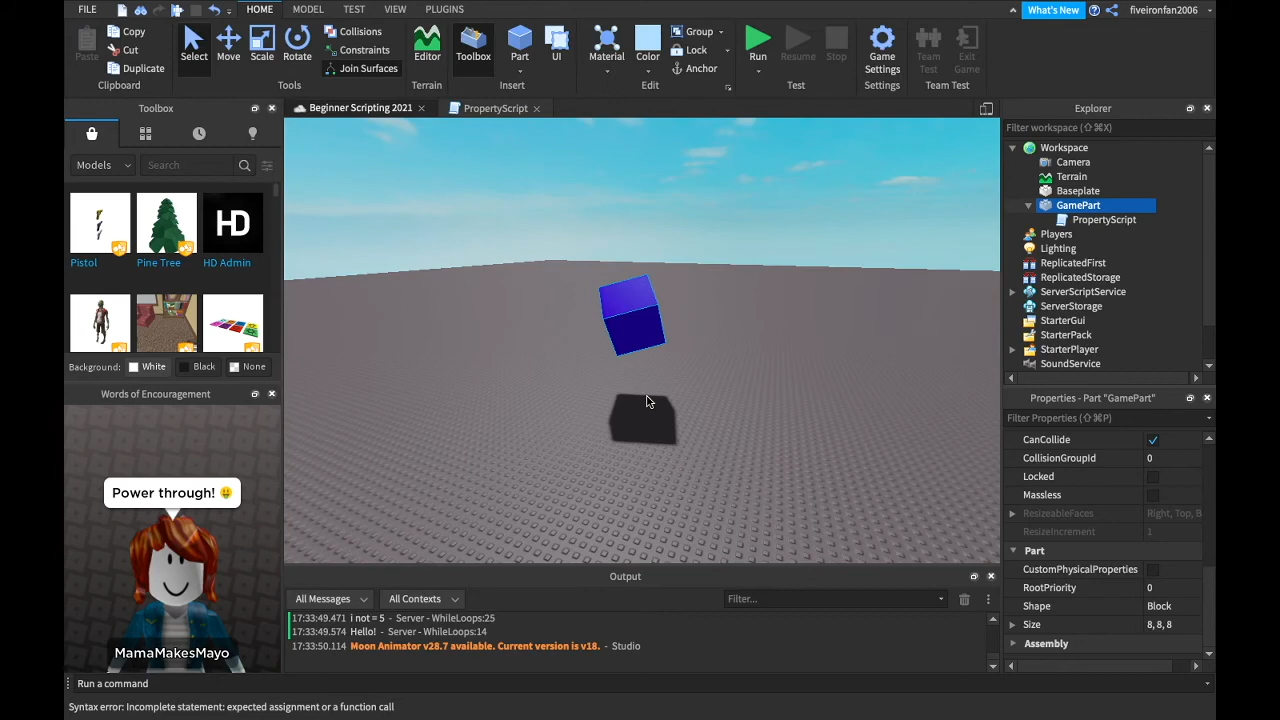 FILE
HOME
MODEL
TEST
VIEW
PLUGINS
What's New
fiveironfan2006
Paste
Copy
Cut
Duplicate
Clipboard
Select
Move
Scale
Rotate
Collisions
Constraints
Join Surfaces
Tools
Editor
Terrain
Toolbox
Part
UI
Insert
Material
Color
Group
Lock
Anchor
Edit
Run
Resume
Stop
Test
Game
Settings
Settings
Team
Test
Exit
Game
Team Test
Toolbox
Models
Search
Pistol
Pine Tree
HD
HD Admin
Background:
White
Black
None
Words of Encouragement
Power through! 🤑
MamaMakesMayo
Beginner Scripting 2021
PropertyScript
Output
All Messages
All Contexts
Filter...
17:33:49.471 i not = 5 - Server - WhileLoops:25
17:33:49.574 Hello! - Server - WhileLoops:14
17:33:50.114 Moon Animator v28.7 available. Current version is v18. - Studio
Explorer
Filter workspace (⇧⌘X)
Workspace
Camera
Terrain
Baseplate
GamePart
PropertyScript
Players
Lighting
ReplicatedFirst
ReplicatedStorage
ServerScriptService
ServerStorage
StarterGui
StarterPack
StarterPlayer
SoundService
Properties - Part "GamePart"
Filter Properties (⇧⌘P)
CanCollide
CollisionGroupId 0
Locked
Massless
ResizeableFaces Right, Top, B
ResizeIncrement 1
Part
CustomPhysicalProperties
RootPriority 0
Shape Block
Size 8, 8, 8
Assembly
Run a command
Syntax error: Incomplete statement: expected assignment or a function call